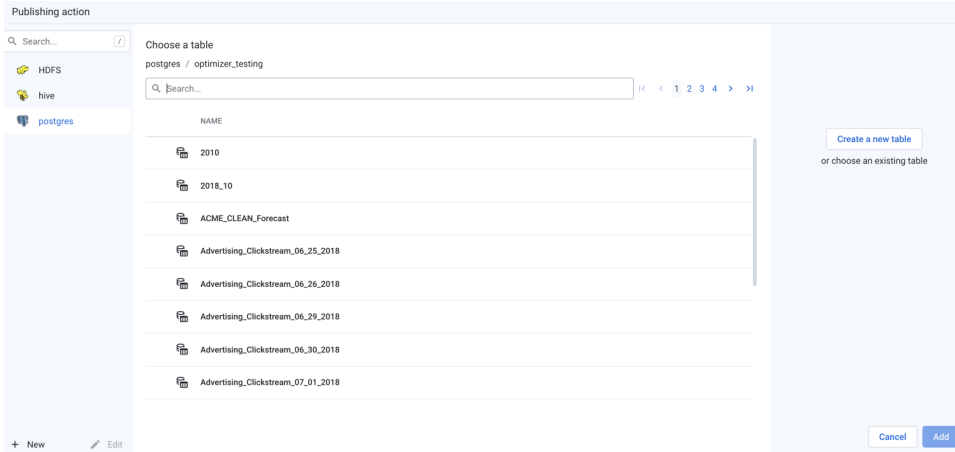 Publishing action
Search...
/
HDFS
hive
postgres
+ New
Edit
Choose a table
postgres / optimizer_testing
Search...
1 2 3 4
NAME
2010
2018_10
ACME_CLEAN_Forecast
Advertising_Clickstream_06_25_2018
Advertising_Clickstream_06_26_2018
Advertising_Clickstream_06_29_2018
Advertising_Clickstream_06_30_2018
Advertising_Clickstream_07_01_2018
Create a new table
or choose an existing table
Cancel
Add